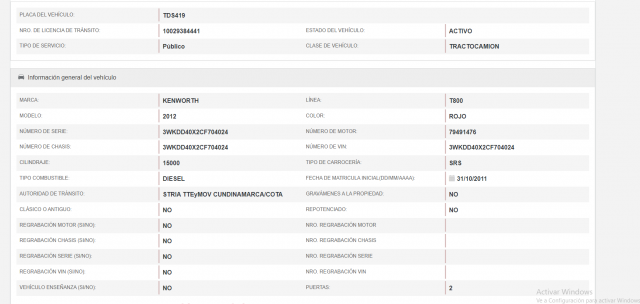 PLACA DEL VEHÍCULO: TDS419
NRO. DE LICENCIA DE TRÁNSITO: 10029384441 ESTADO DEL VEHÍCULO: ACTIVO
TIPO DE SERVICIO: Público CLASE DE VEHÍCULO: TRACTOCAMION
Información general del vehículo
MARCA: KENWORTH LÍNEA: T800
MODELO: 2012 COLOR: ROJO
NÚMERO DE SERIE: 3WKDD40X2CF704024 NÚMERO DE MOTOR: 79491476
NÚMERO DE CHASIS: 3WKDD40X2CF704024 NÚMERO DE VIN: 3WKDD40X2CF704024
CILINDRAJE: 15000 TIPO DE CARROCERÍA: SRS
TIPO COMBUSTIBLE: DIESEL FECHA DE MATRICULA INICIAL(DD/MM/AAAA): 31/10/2011
AUTORIDAD DE TRÁNSITO: STRIA TTEyMOV CUNDINAMARCA/COTA GRAVÁMENES A LA PROPIEDAD: NO
CLÁSICO O ANTIGUO: NO REPOTENCIADO: NO
REGRABACIÓN MOTOR (SI/NO): NO NRO. REGRABACIÓN MOTOR
REGRABACIÓN CHASIS (SI/NO): NO NRO. REGRABACIÓN CHASIS
REGRABACIÓN SERIE (SI/NO): NO NRO. REGRABACIÓN SERIE
REGRABACIÓN VIN (SI/NO): NO NRO. REGRABACIÓN VIN
VEHÍCULO ENSEÑANZA (SI/NO): NO PUERTAS: 2
Activar Windows
Ve a Configuración para activar Windows